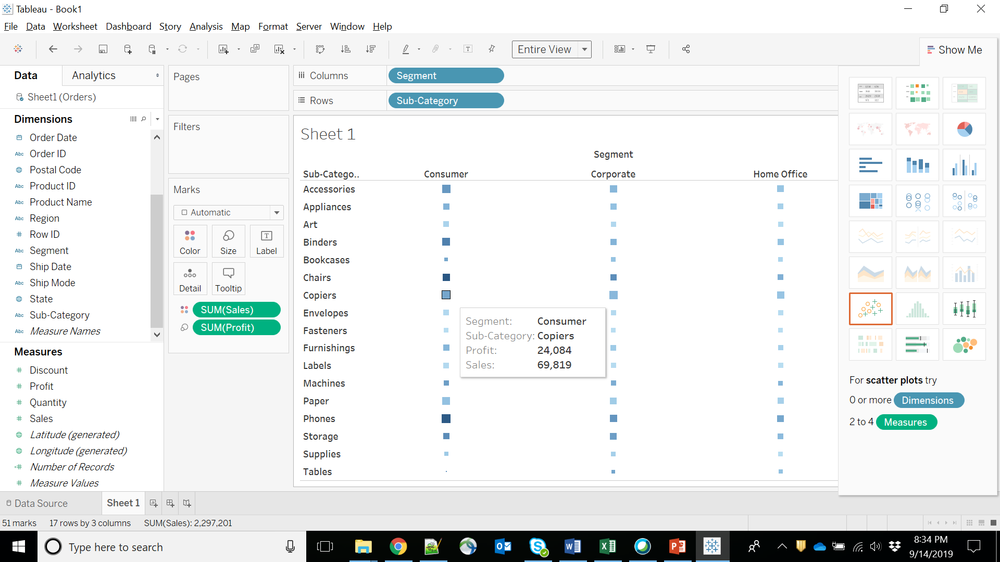 Tableau - Book1
File Data Worksheet Dashboard Story Analysis Map Format Server Window Help
Entire View
Show Me
Data Analytics
Sheet1 (Orders)
Dimensions
Order Date
Abc Order ID
Postal Code
Abc Product ID
Abc Product Name
Abc Region
# Row ID
Abc Segment
Ship Date
Abc Ship Mode
State
Abc Sub-Category
Abc Measure Names
Measures
# Discount
# Profit
# Quantity
# Sales
Latitude (generated)
Longitude (generated)
=# Number of Records
# Measure Values
Pages
Filters
Marks
Automatic
Color Size Label
Detail Tooltip
SUM(Sales)
SUM(Profit)
Columns Segment
Rows Sub-Category
Sheet 1
Segment
Sub-Catego.. Consumer Corporate Home Office
Accessories
Appliances
Art
Binders
Bookcases
Chairs
Copiers
Envelopes
Fasteners
Furnishings
Labels
Machines
Paper
Phones
Storage
Supplies
Tables
Segment: Consumer
Sub-Category: Copiers
Profit: 24,084
Sales: 69,819
For scatter plots try
0 or more Dimensions
2 to 4 Measures
Data Source Sheet 1
51 marks 17 rows by 3 columns SUM(Sales): 2,297,201
Type here to search
8:34 PM
9/14/2019